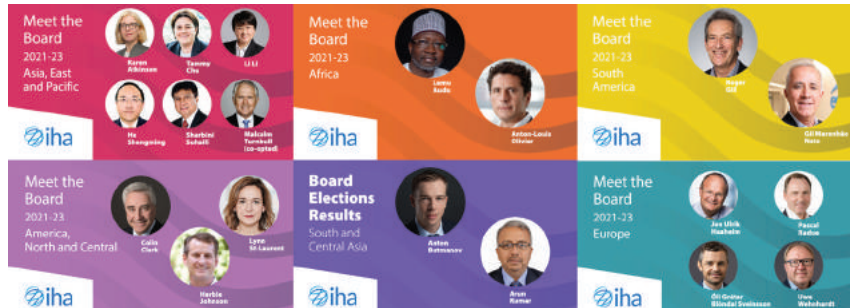 Meet the
Board
2021-23
Asia, East
and Pacific
Karen
Atkinson
Tammy
Chu
Li Li
He
Shengming
Sharbini
Suhaili
Malcolm
Turnbull
(co-opted)
iha
Meet the
Board
2021-23
Africa
Lamu
Audu
Anton-Louis
Olivier
iha
Meet the
Board
2021-23
South
America
Roger
Gill
Gil Maranhão
Neto
iha
Meet the
Board
2021-23
America,
North and Central
Colin
Clark
Lynn
St-Laurent
Herbie
Johnson
iha
Board
Elections
Results
South and
Central Asia
Anton
Arun
Kumar
iha
Meet the
Board
2021-23
Europe
Jon Ulrik
Haaheim
Pascal
Radue
Óli Grétar
Blöndal Sveinsson
Uwe
Wehnhardt
iha